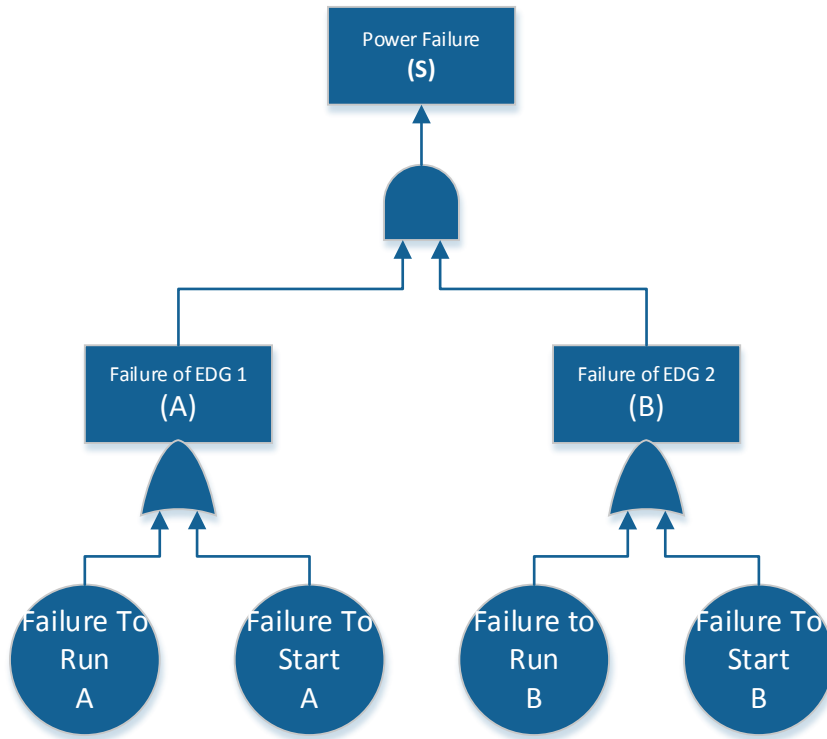 Power Failure
(S)
Failure of EDG 1
(A)
Failure of EDG 2
(B)
Failure To
Run
A
Failure To
Start
A
Failure to
Run
B
Failure To
Start
B